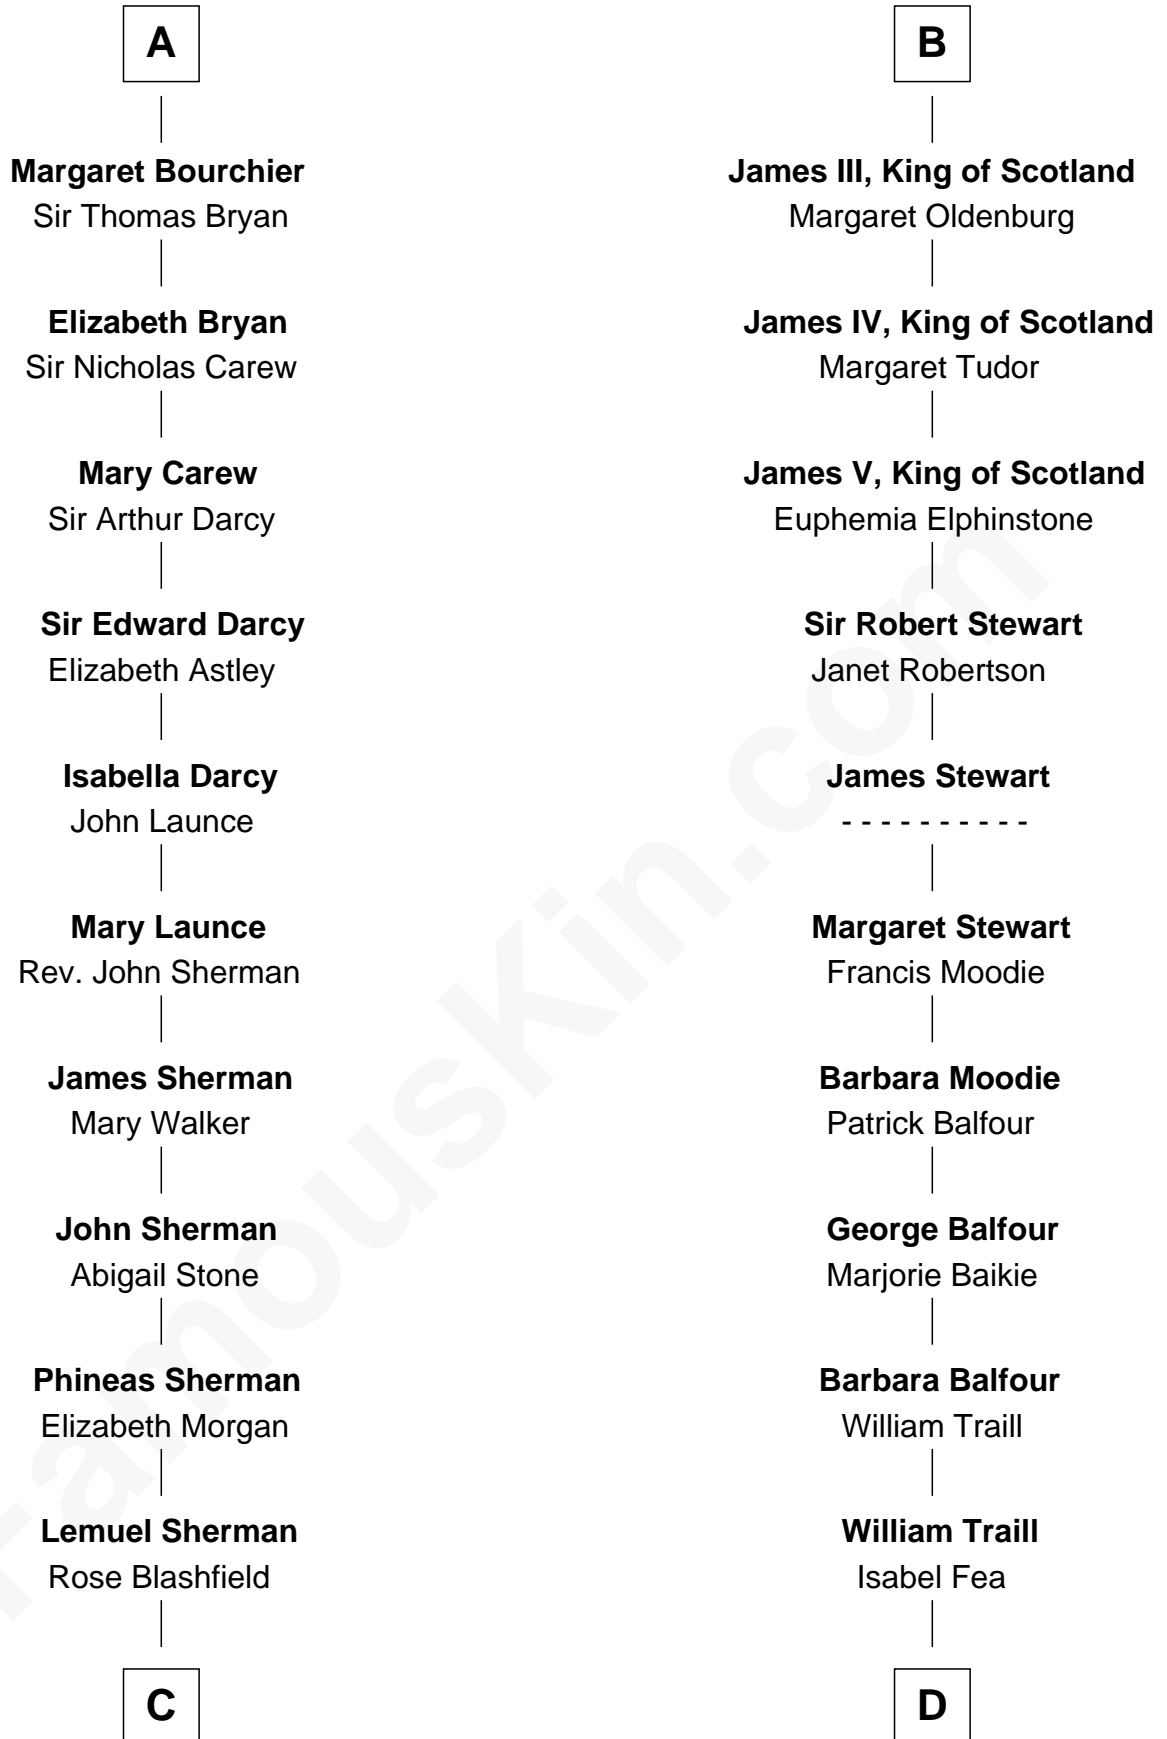 A
Margaret Bourchier
Sir Thomas Bryan
Elizabeth Bryan
Sir Nicholas Carew
Mary Carew
Sir Arthur Darcy
Sir Edward Darcy
Elizabeth Astley
Isabella Darcy
John Launce
Mary Launce
Rev. John Sherman
James Sherman
Mary Walker
John Sherman
Abigail Stone
Phineas Sherman
Elizabeth Morgan
Lemuel Sherman
Rose Blashfield
C
B
James III, King of Scotland
Margaret Oldenburg
James IV, King of Scotland
Margaret Tudor
James V, King of Scotland
Euphemia Elphinstone
Sir Robert Stewart
Janet Robertson
James Stewart
- - - - - - - - - -
Margaret Stewart
Francis Moodie
Barbara Moodie
Patrick Balfour
George Balfour
Marjorie Baikie
Barbara Balfour
William Traill
William Traill
Isabel Fea
D
FamousKin.com